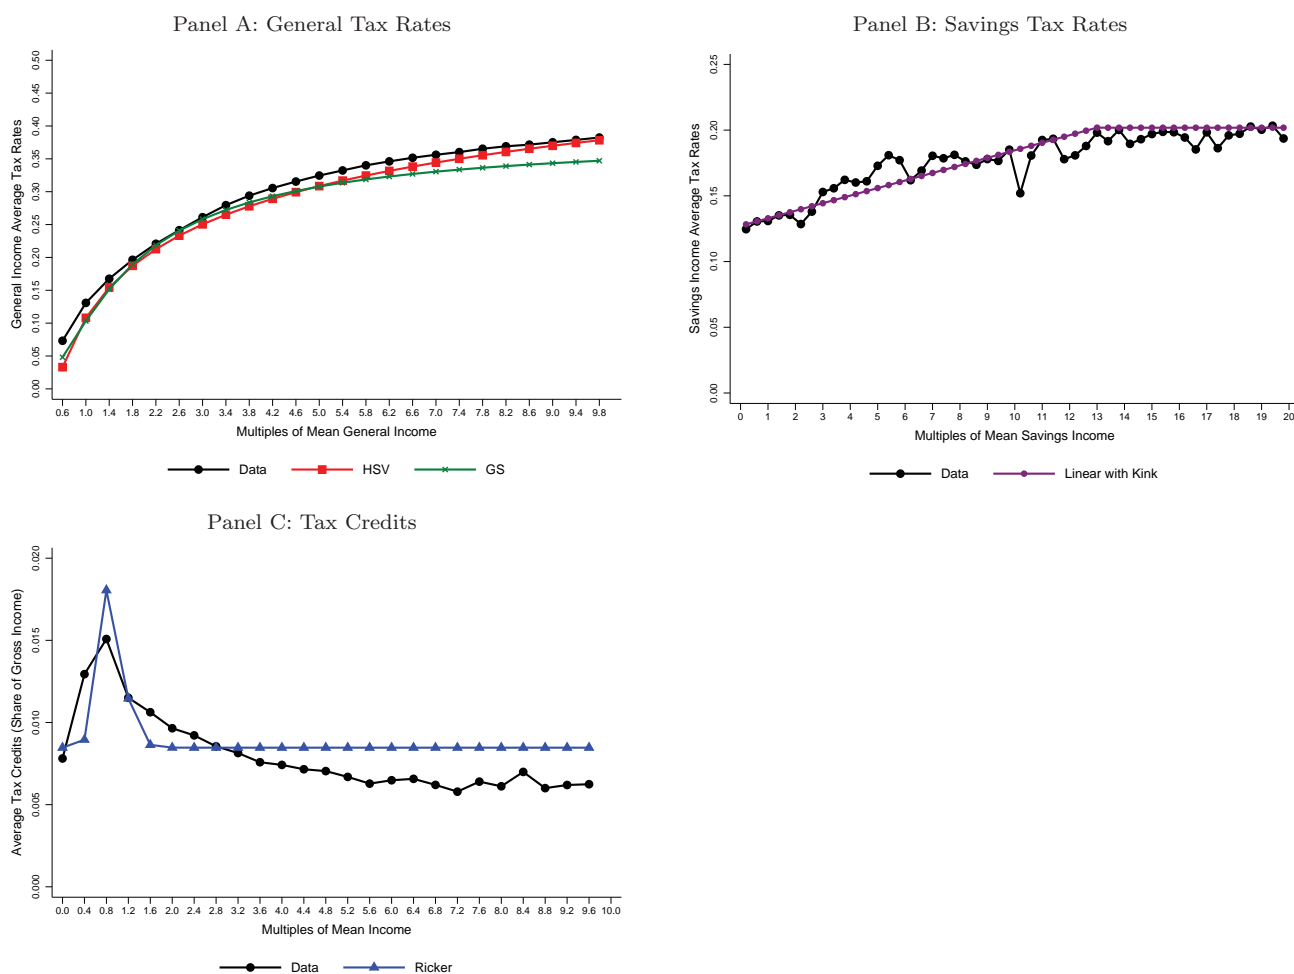 Panel A: General Tax Rates
General Income Average Tax Rates
0.50
0.45
0.40
0.35
0.30
0.25
0.20
0.15
0.10
0.05
0.00
0.6 1.0 1.4 1.8 2.2 2.6 3.0 3.4 3.8 4.2 4.6 5.0 5.4 5.8 6.2 6.6 7.0 7.4 7.8 8.2 8.6 9.0 9.4 9.8
Multiples of Mean General Income
Data HSV GS
Panel B: Savings Tax Rates
Savings Income Average Tax Rates
0.25
0.20
0.15
0.10
0.05
0.00
0 1 2 3 4 5 6 7 8 9 10 11 12 13 14 15 16 17 18 19 20
Multiples of Mean Savings Income
Data Linear with Kink
Panel C: Tax Credits
Average Tax Credits (Share of Gross Income)
0.020
0.015
0.010
0.005
0.000
0.0 0.4 0.8 1.2 1.6 2.0 2.4 2.8 3.2 3.6 4.0 4.4 4.8 5.2 5.6 6.0 6.4 6.8 7.2 7.6 8.0 8.4 8.8 9.2 9.6 10.0
Multiples of Mean Income
Data Ricker